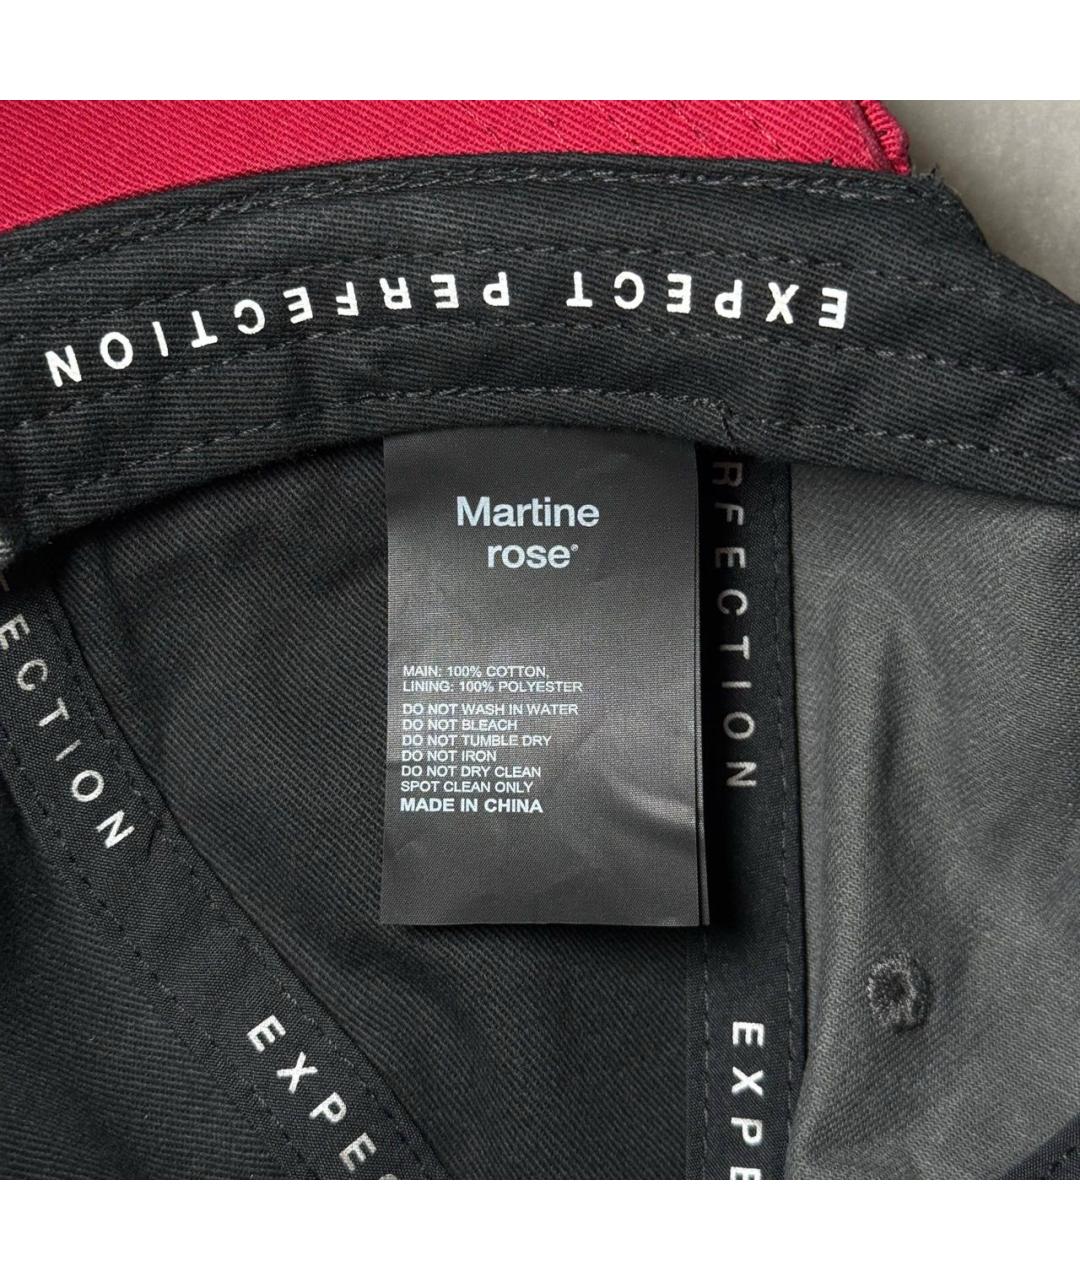 EXPECT PERFECTION
Martine
rose®
MAIN: 100% COTTON,
LINING: 100% POLYESTER
DO NOT WASH IN WATER
DO NOT BLEACH
DO NOT TUMBLE DRY
DO NOT IRON
DO NOT DRY CLEAN
SPOT CLEAN ONLY
MADE IN CHINA
RFECTION
EXPE
ECTION
EXPEC